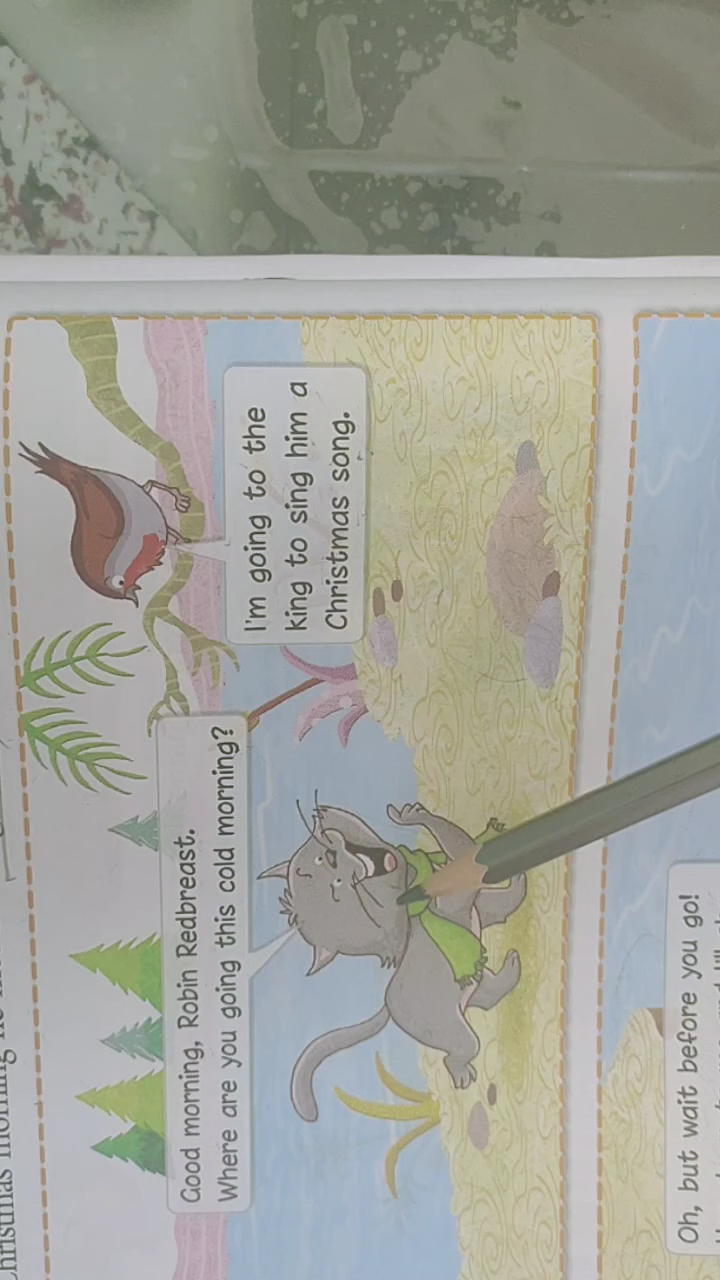 Good morning, Robin Redbreast.
Where are you going this cold morning?
I'm going to the
king to sing him a
Christmas song.
Oh, but wait before you go!